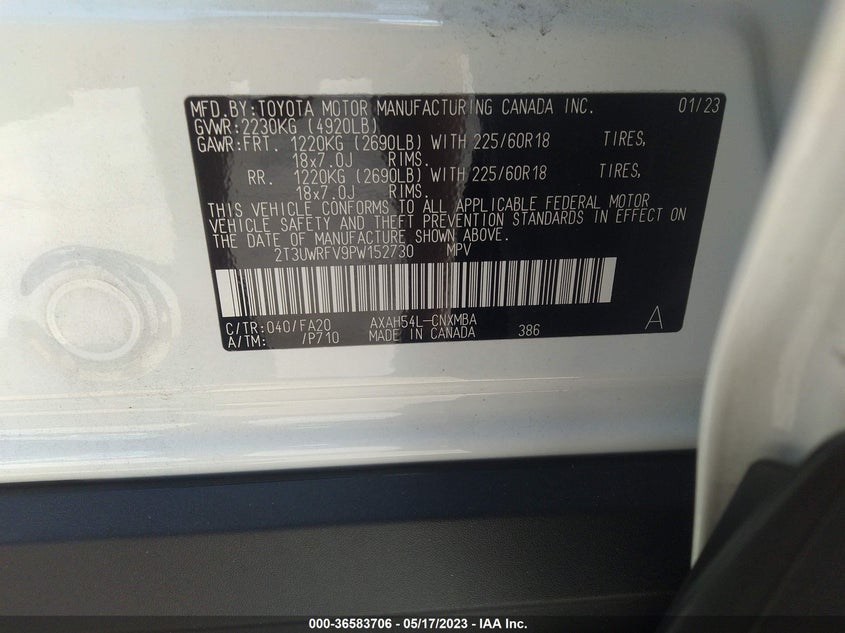 MFD.BY:TOYOTA MOTOR MANUFACTURING CANADA INC. 01/23
GVWR:2230KG (4920LB)
GAWR:FRT. 1220KG (2690LB) WITH 225/60R18 TIRES,
18x7.0J RIMS.
RR. 1220KG (2690LB) WITH 225/60R18 TIRES,
18x7.0J RIMS.
THIS VEHICLE CONFORMS TO ALL APPLICABLE FEDERAL MOTOR
VEHICLE SAFETY AND THEFT PREVENTION STANDARDS IN EFFECT ON
THE DATE OF MANUFACTURE SHOWN ABOVE.
2T3UWRFV9PW152730 MPV
C/TR:040/FA20 AXAH54L-CNXMBA
A/TM: /P710 MADE IN CANADA 386 A
000-36583706 - 05/17/2023 - IAA Inc.